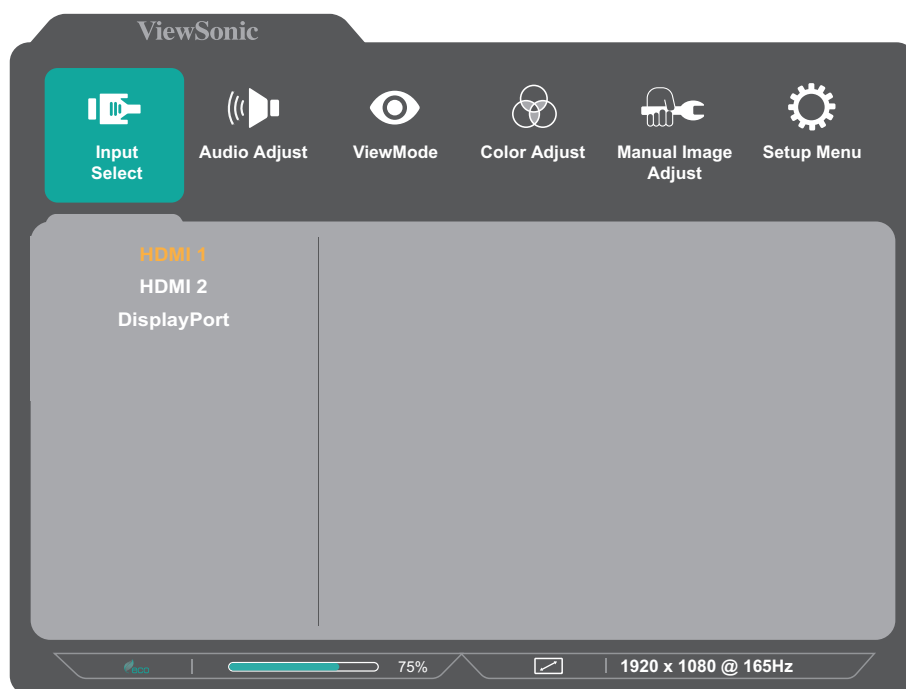 ViewSonic
Input
Select
Audio Adjust
ViewMode
Color Adjust
Manual Image
Adjust
Setup Menu
HDMI 1
HDMI 2
DisplayPort
eco
75%
1920 x 1080 @ 165Hz